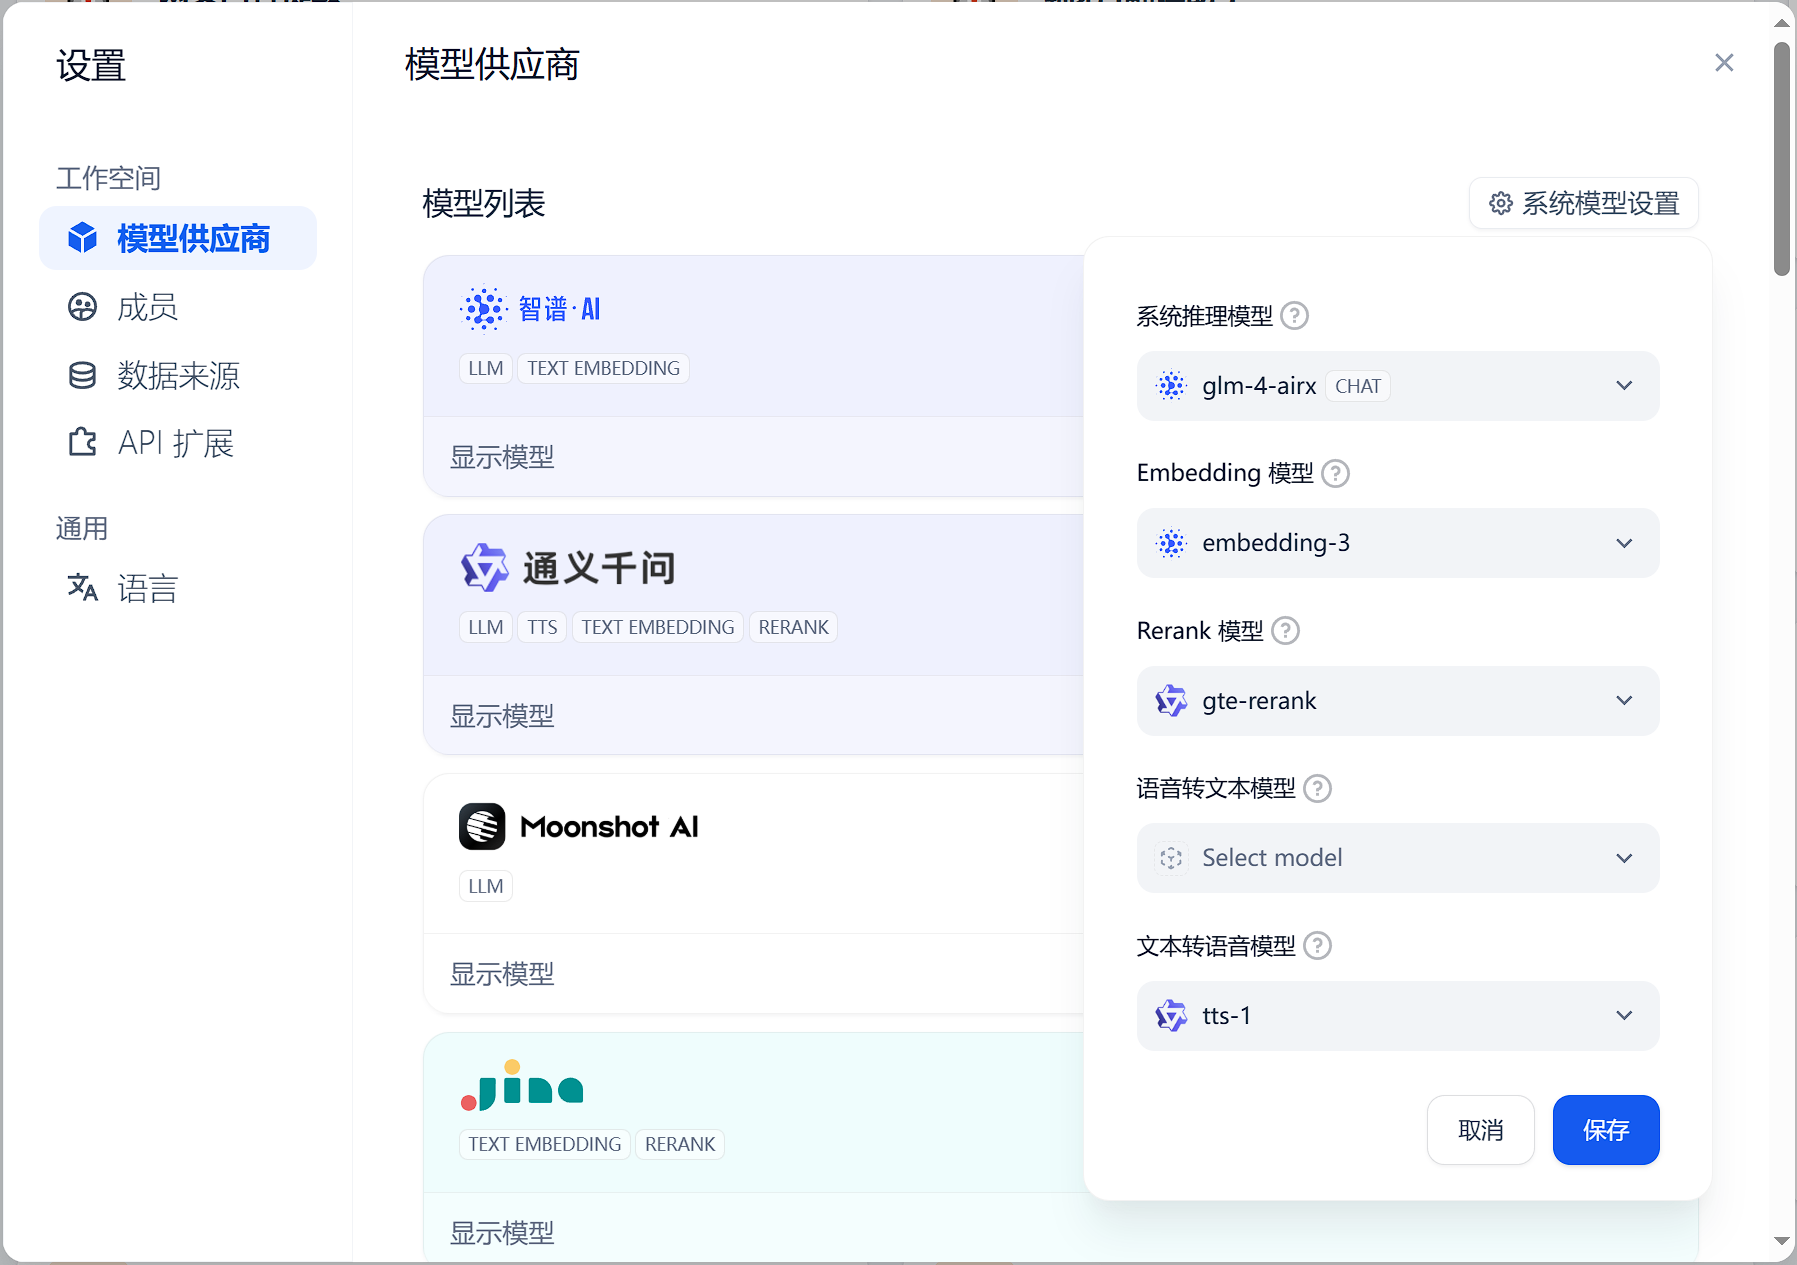 设置
模型供应商
工作空间
模型供应商
成员
数据来源
API 扩展
通用
语言
模型列表
系统模型设置
智谱·AI
LLM TEXT EMBEDDING
显示模型
通义千问
LLM TTS TEXT EMBEDDING RERANK
显示模型
Moonshot AI
LLM
显示模型
Jina
TEXT EMBEDDING RERANK
显示模型
系统推理模型
glm-4-airx CHAT
Embedding 模型
embedding-3
Rerank 模型
gte-rerank
语音转文本模型
Select model
文本转语音模型
tts-1
取消 保存